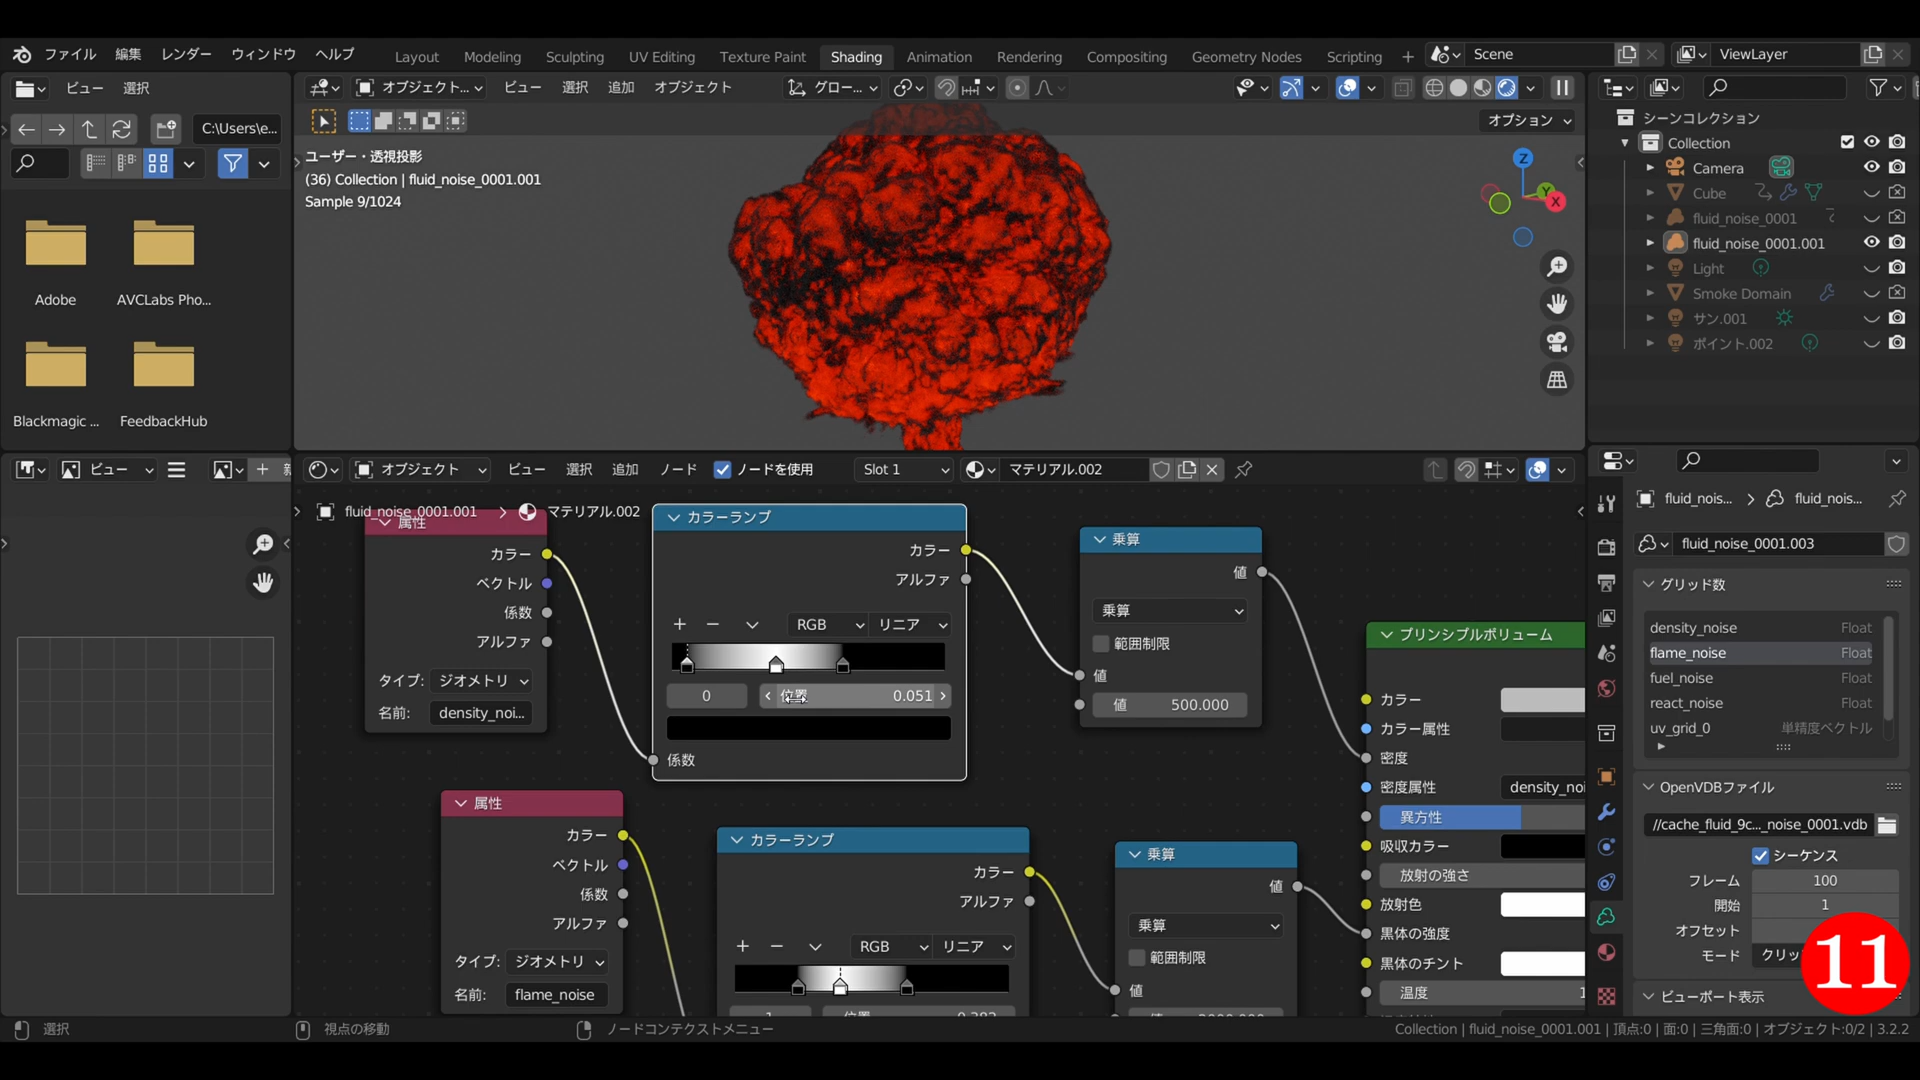 ファイル 編集 レンダー ウィンドウ ヘルプ Layout Modeling Sculpting UV Editing Texture Paint Shading Animation Rendering Compositing Geometry Nodes Scripting + Scene ViewLayer
ビュー 選択
オブジェクト... ビュー 選択 追加 オブジェクト グロー...
C:\Users\e...
オプション
ユーザー・透視投影
(36) Collection | fluid_noise_0001.001
Sample 9/1024
Z
Y
X
Adobe
AVCLabs Pho...
Blackmagic ...
FeedbackHub
シーンコレクション
Collection
Camera
Cube
fluid_noise_0001
fluid_noise_0001.001
Light
Smoke Domain
サン.001
ポイント.002
ビュー
オブジェクト ビュー 選択 追加 ノード ノードを使用 Slot 1 マテリアル.002
fluid_noise_0001.001 > マテリアル.002
属性
カラー
ベクトル
係数
アルファ
タイプ: ジオメトリ
名前: density_noi...
カラーランプ
カラー
アルファ
RGB リニア
0 位置 0.051
係数
乗算
値
乗算
範囲制限
値
値 500.000
属性
カラー
ベクトル
係数
アルファ
タイプ: ジオメトリ
名前: flame_noise
カラーランプ
カラー
アルファ
RGB リニア
乗算
値
乗算
範囲制限
値
プリンシプルボリューム
カラー
カラー属性
密度
密度属性 density_noi
異方性
吸収カラー
放射の強さ
放射色
黒体の強度
黒体のチント
温度 1
fluid_nois... > fluid_nois...
fluid_noise_0001.003
グリッド数
density_noise Float
flame_noise Float
fuel_noise Float
react_noise Float
uv_grid_0 単精度ベクトル
OpenVDBファイル
//cache_fluid_9c..._noise_0001.vdb
シーケンス
フレーム 100
開始 1
オフセット
モード クリッ
11
ビューポート表示
選択 視点の移動 ノードコンテクストメニュー
Collection | fluid_noise_0001.001 | 頂点:0 | 面:0 | 三角面:0 | オブジェクト:0/2 | 3.2.2